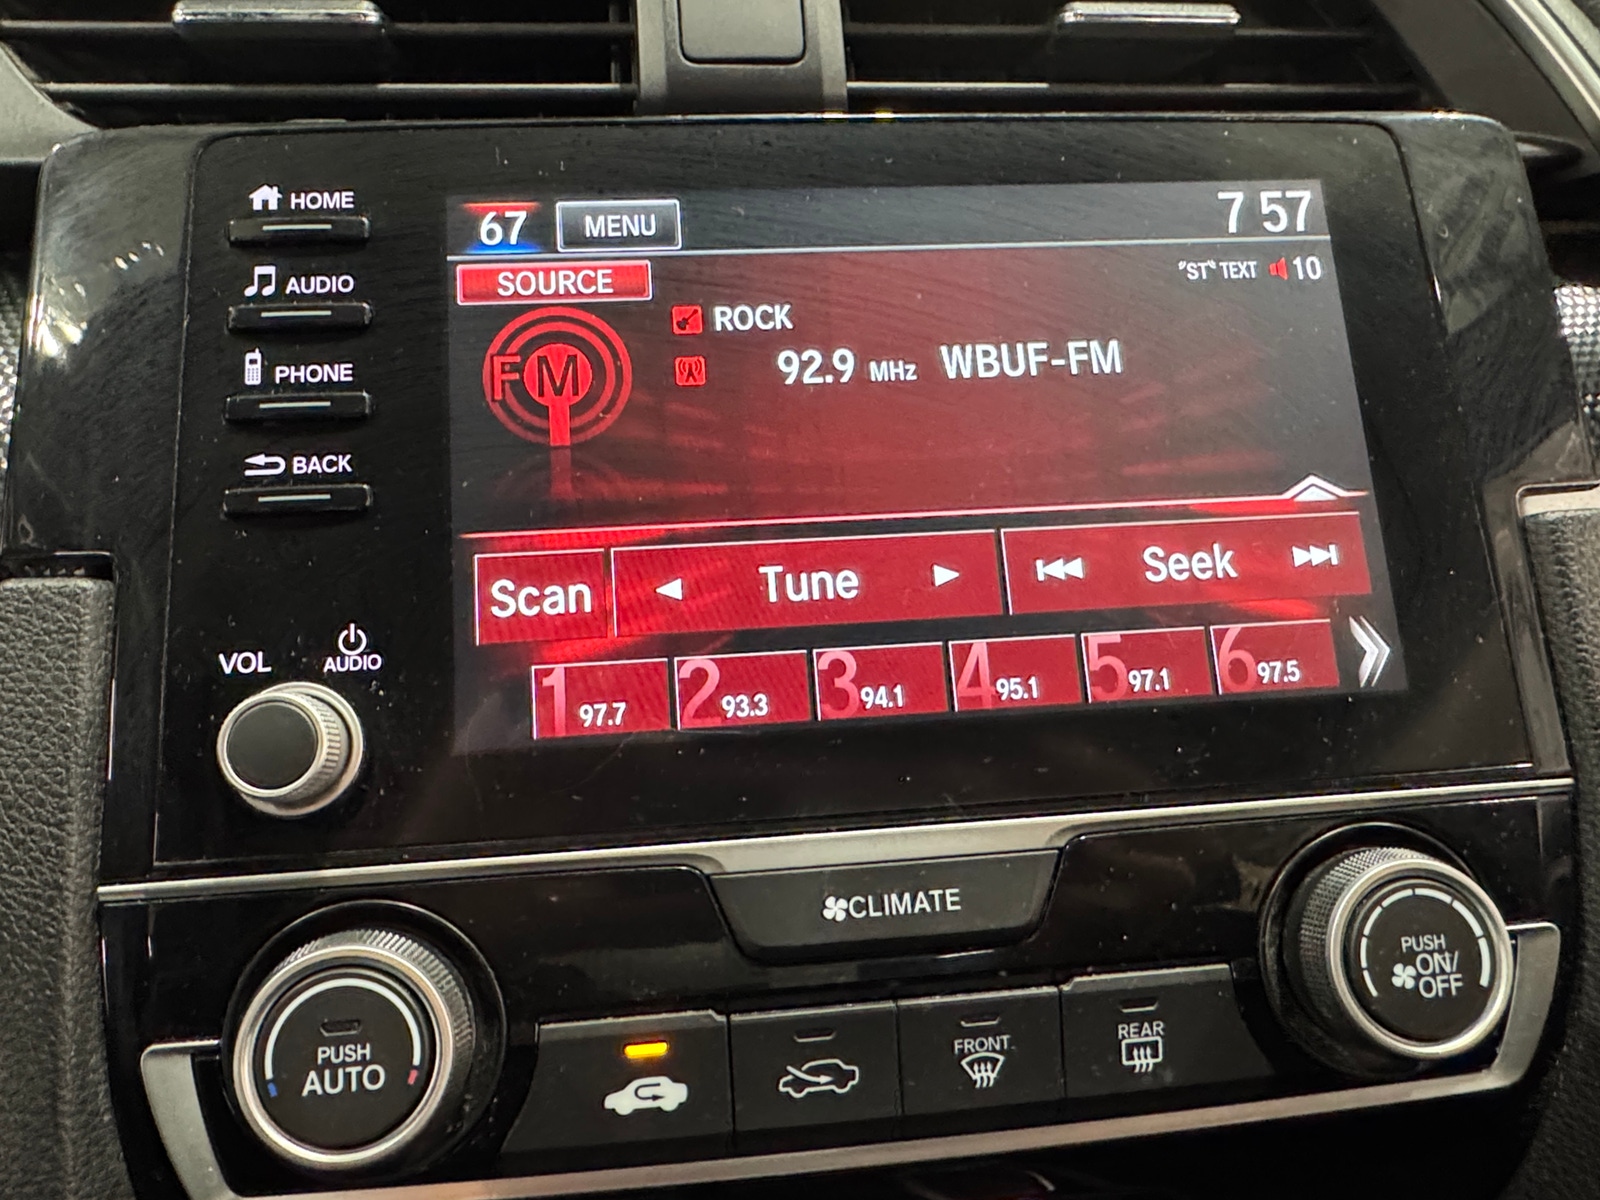 HOME
AUDIO
PHONE
BACK
VOL
AUDIO
67 MENU 7 57
SOURCE
"ST" TEXT 10
FM
ROCK
92.9 MHz WBUF-FM
Scan Tune Seek
1 97.7 2 93.3 3 94.1 4 95.1 5 97.1 6 97.5
CLIMATE
PUSH
AUTO
FRONT
REAR
PUSH
ON/
OFF